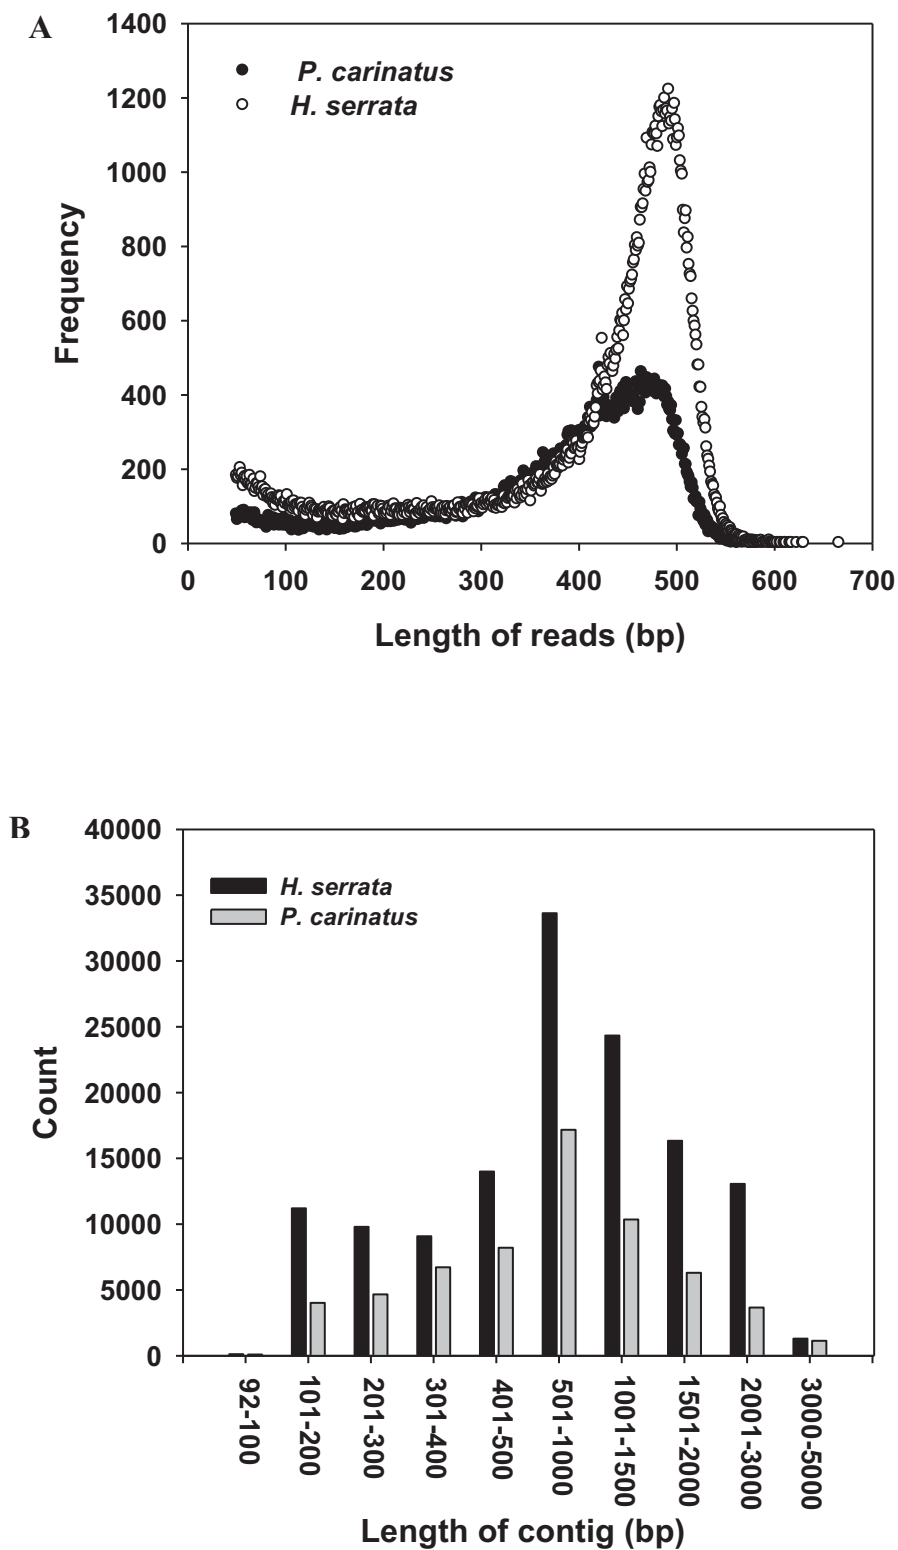 A
1400
1200
1000
800
600
400
200
0
Frequency
P. carinatus
H. serrata
0 100 200 300 400 500 600 700
Length of reads (bp)
B
40000
35000
30000
25000
20000
15000
10000
5000
0
Count
H. serrata
P. carinatus
92-100
101-200
201-300
301-400
401-500
501-1000
1001-1500
1501-2000
2001-3000
3000-5000
Length of contig (bp)